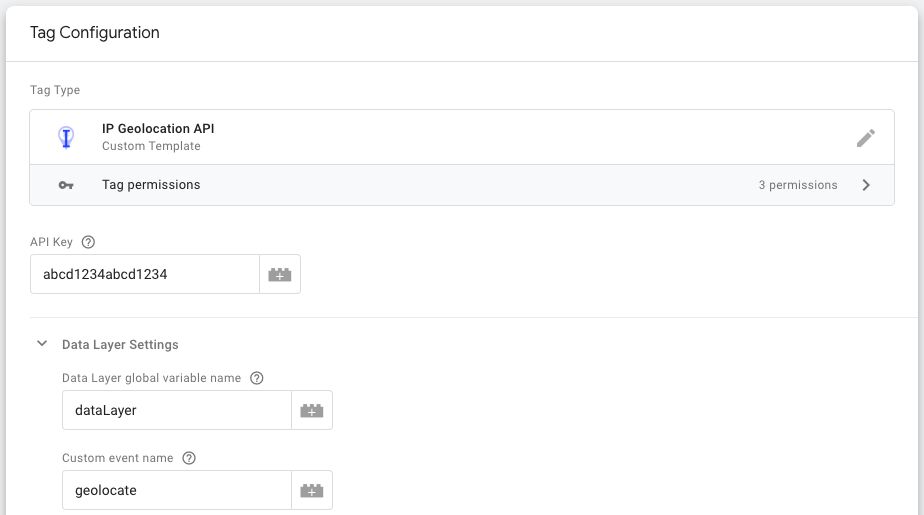 Tag Configuration
Tag Type
IP Geolocation API
Custom Template
Tag permissions 3 permissions
API Key
abcd1234abcd1234
Data Layer Settings
Data Layer global variable name
dataLayer
Custom event name
geolocate